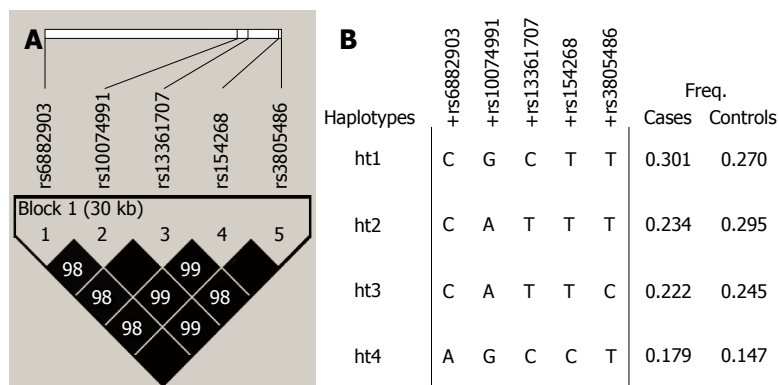 A
rs6882903
rs10074991
rs13361707
rs154268
rs3805486
Block 1 (30 kb)
1 2 3 4 5
98 99
98 99 98
98 99
B
+rs6882903
+rs10074991
+rs13361707
+rs154268
+rs3805486
Freq.
Haplotypes Cases Controls
ht1 C G C T T 0.301 0.270
ht2 C A T T T 0.234 0.295
ht3 C A T T C 0.222 0.245
ht4 A G C C T 0.179 0.147